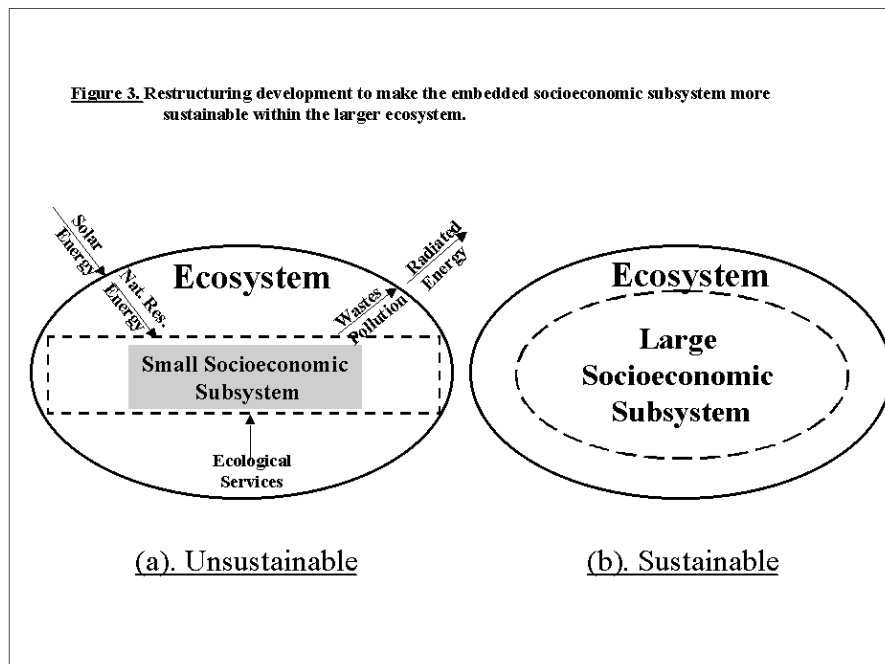 Figure 3. Restructuring development to make the embedded socioeconomic subsystem more
sustainable within the larger ecosystem.
Solar
Energy
Nat. Res.
Energy
Ecosystem
Wastes
Pollution
Radiated
Energy
Small Socioeconomic
Subsystem
Ecological
Services
(a). Unsustainable
Ecosystem
Large
Socioeconomic
Subsystem
(b). Sustainable